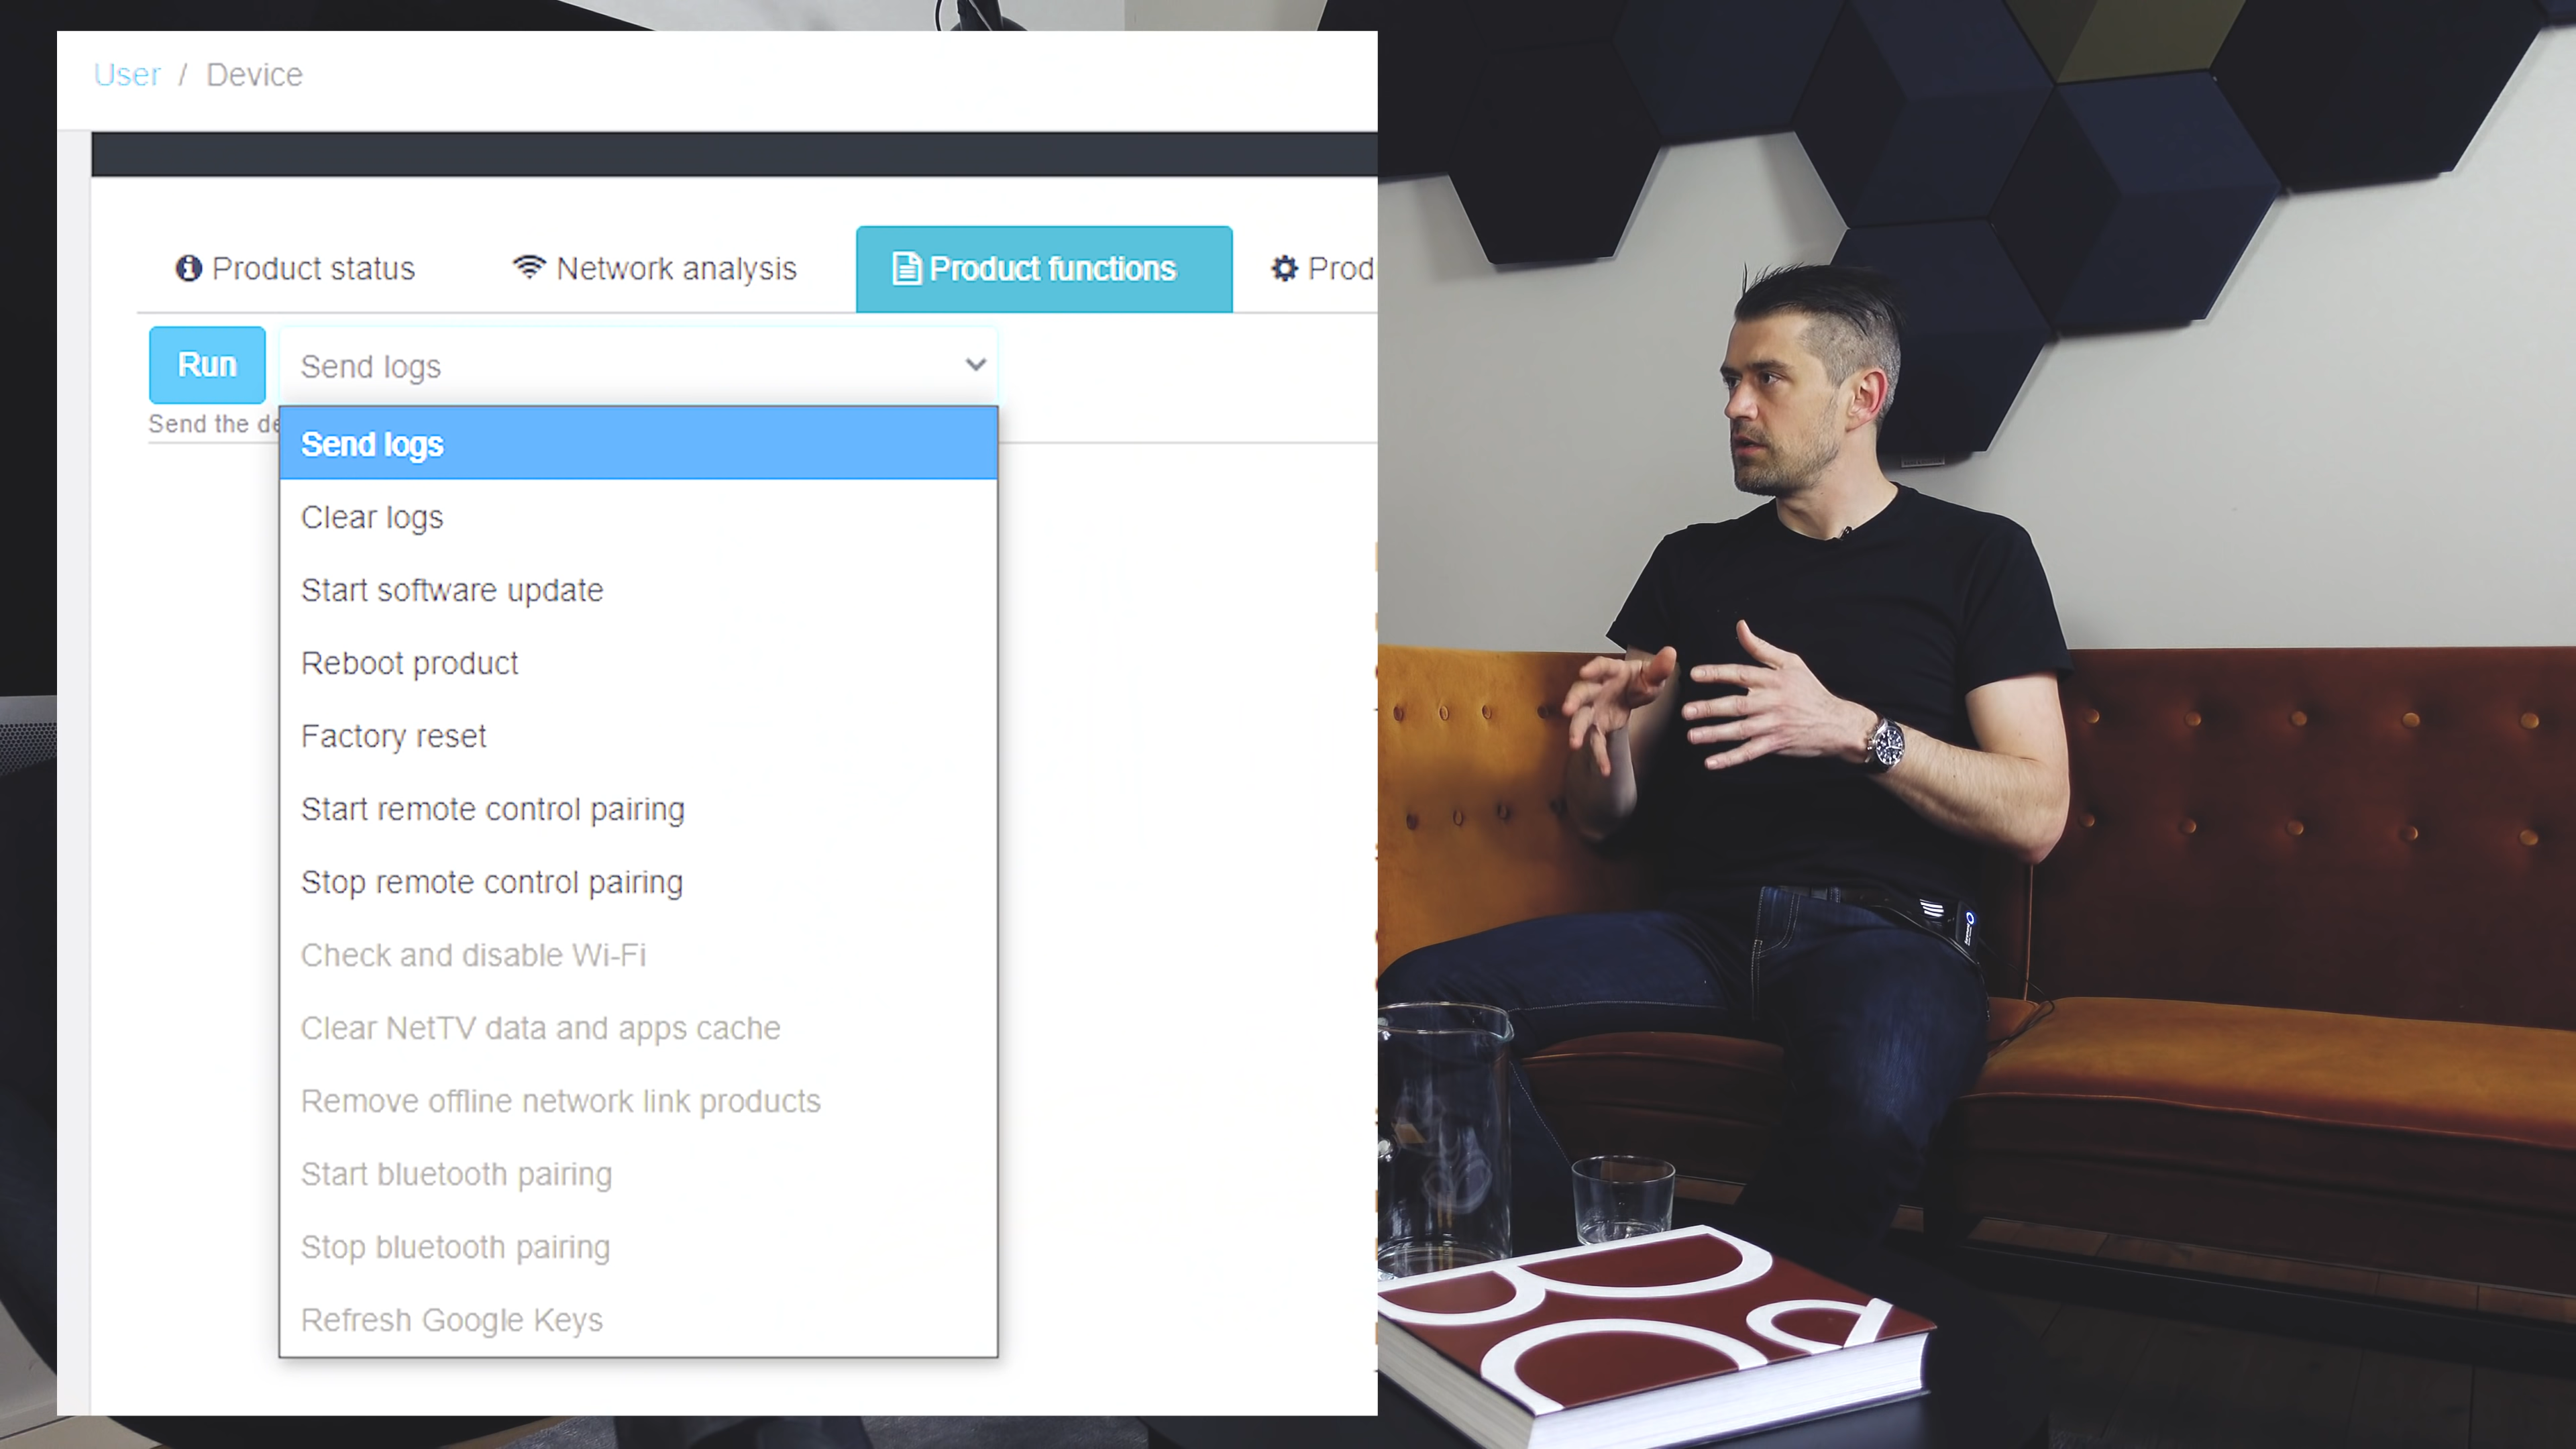 User / Device
Product status
Network analysis
Product functions
Prod
Run
Send logs
Send the de
Send logs
Clear logs
Start software update
Reboot product
Factory reset
Start remote control pairing
Stop remote control pairing
Check and disable Wi-Fi
Clear NetTV data and apps cache
Remove offline network link products
Start bluetooth pairing
Stop bluetooth pairing
Refresh Google Keys